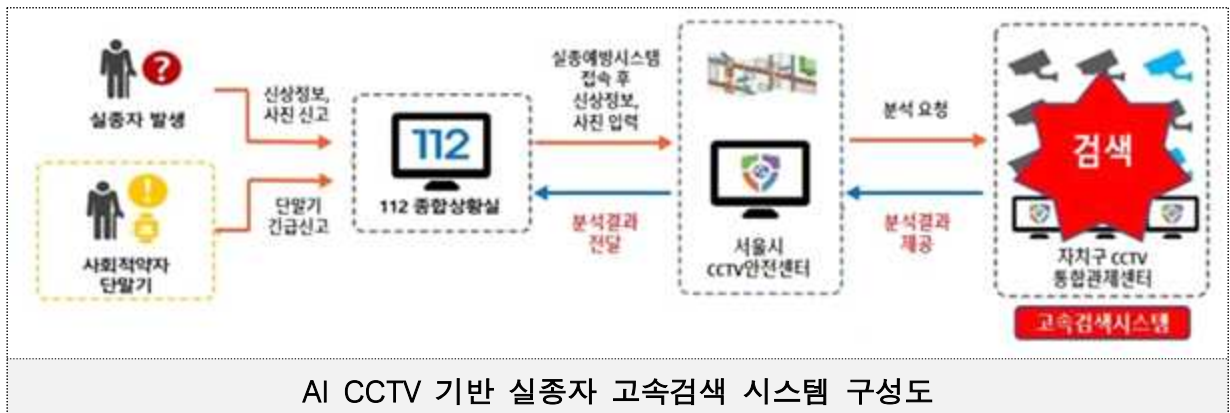 실종자 발생
사회적약자
단말기
신상정보,
사진 신고
단말기
긴급신고
112
112 종합상황실
실종예방시스템
접속 후
신상정보,
사진 입력
분석결과
전달
서울시
CCTV안전센터
분석 요청
분석결과
제공
검색
자치구 CCTV
통합관제센터
고속검색시스템
AI CCTV 기반 실종자 고속검색 시스템 구성도